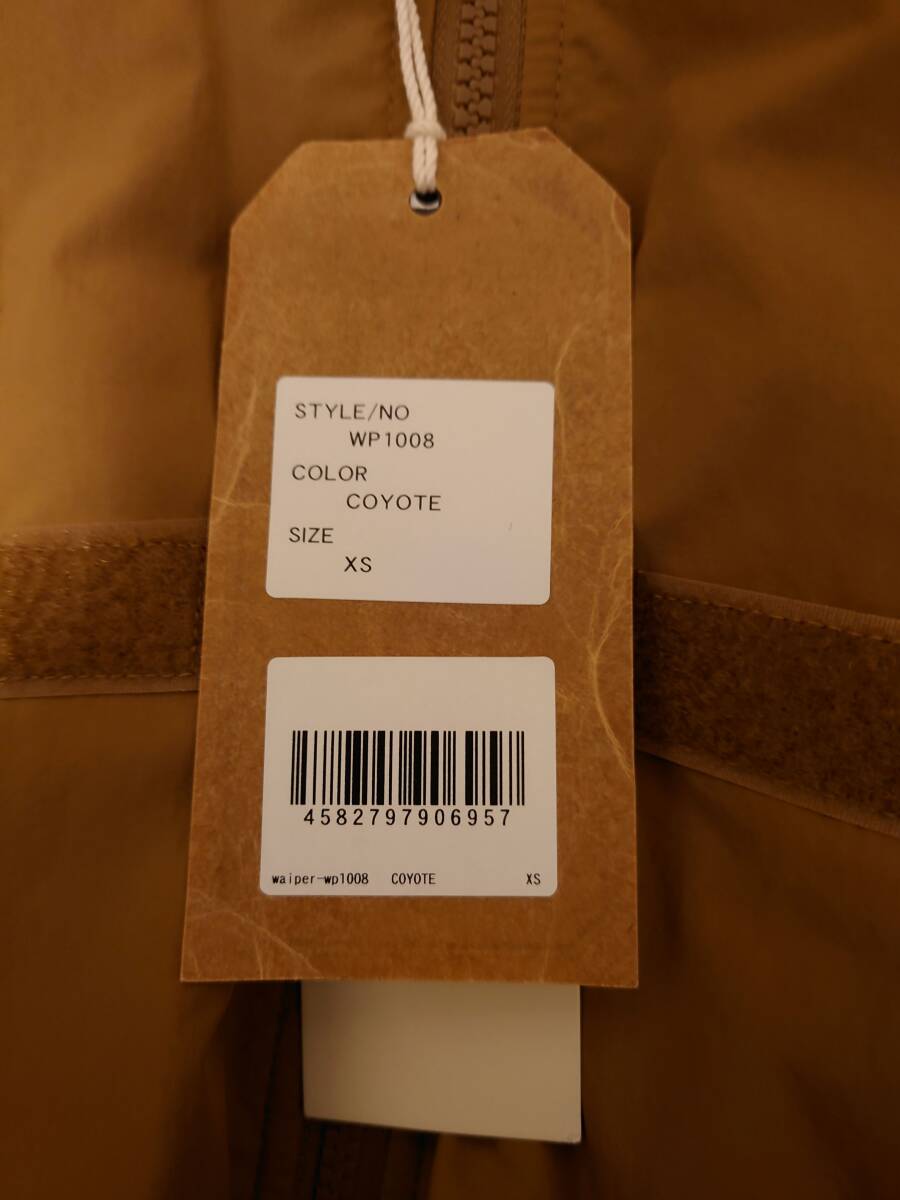 STYLE/NO
WP1008
COLOR
COYOTE
SIZE
XS
4582797906957
waiper-wp1008 COYOTE XS